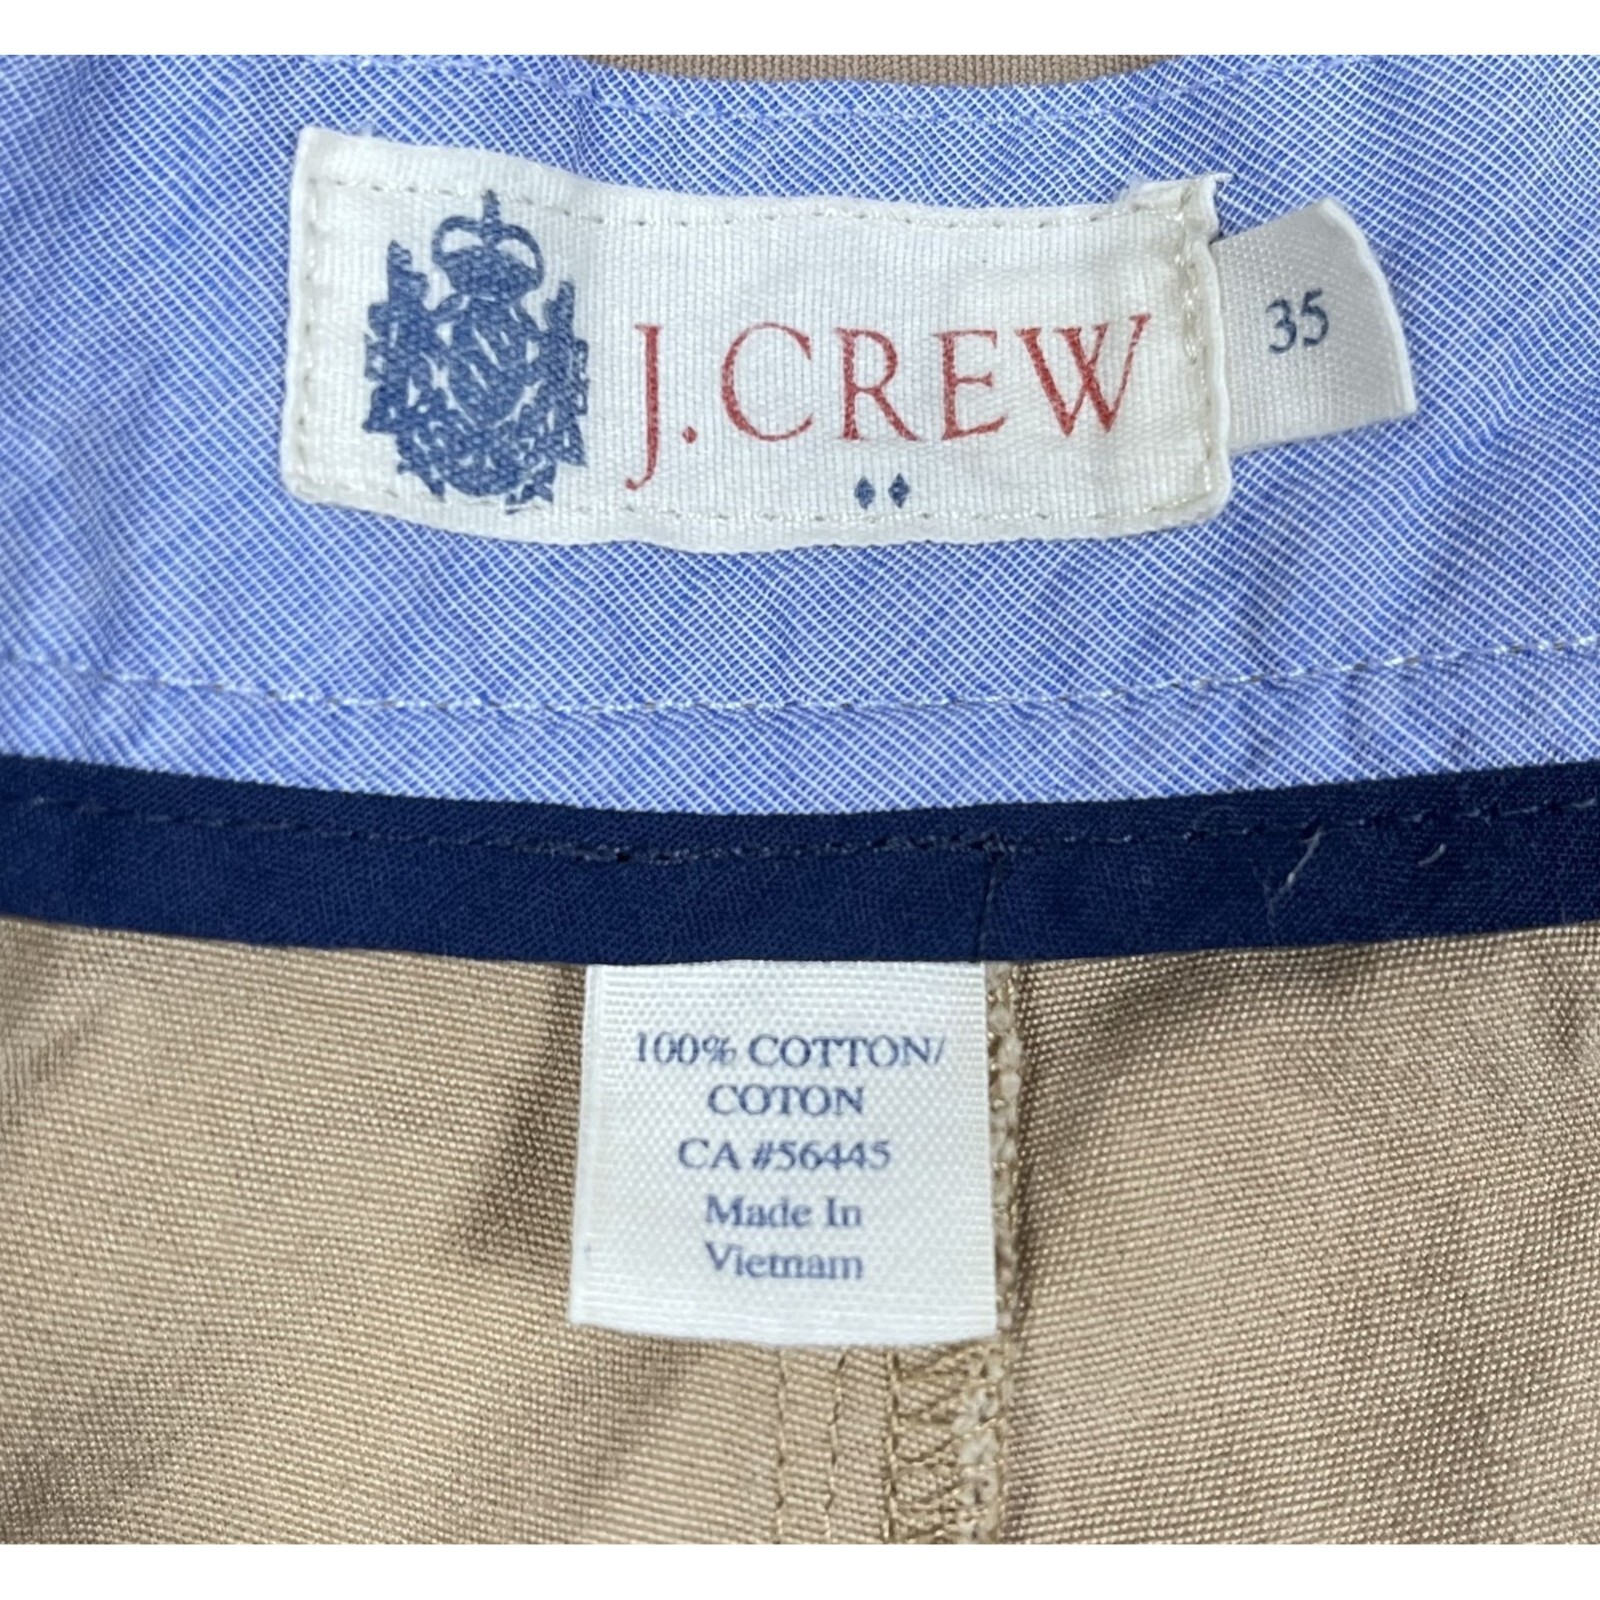 J.CREW
35
100% COTTON/
COTON
CA #56445
Made In
Vietnam